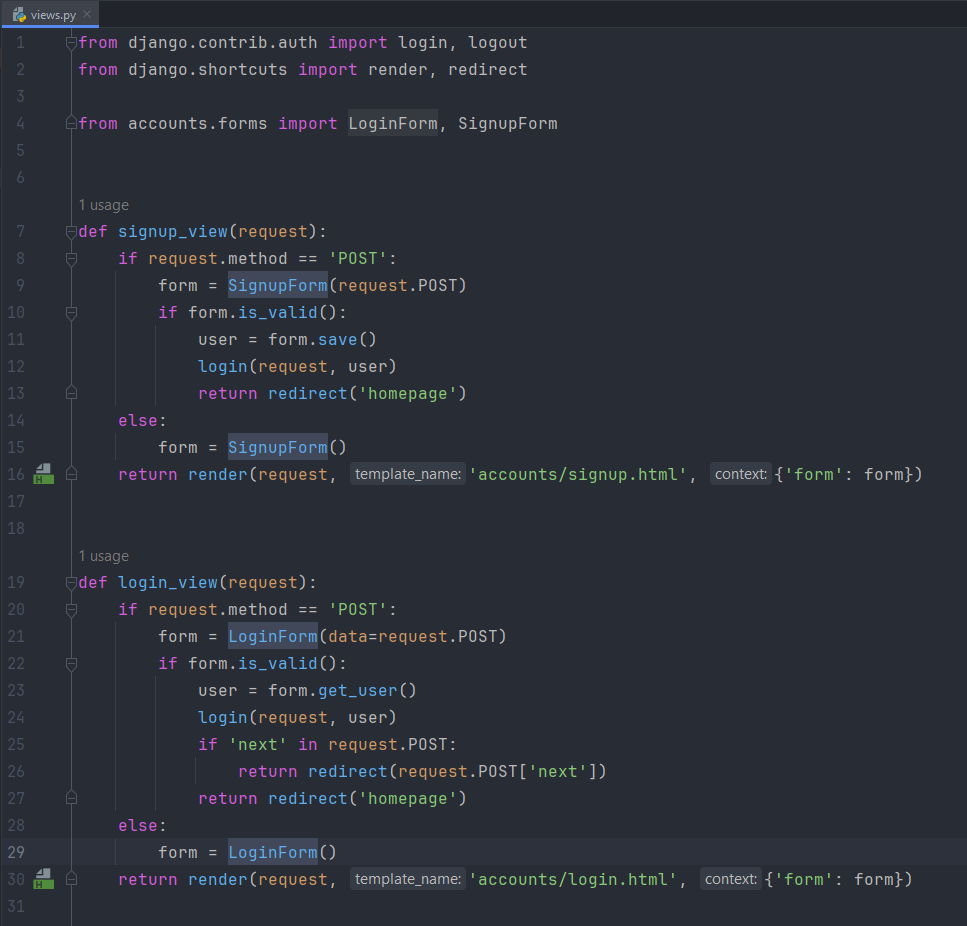 views.py
1 from django.contrib.auth import login, logout
2 from django.shortcuts import render, redirect
3
4 from accounts.forms import LoginForm, SignupForm
5
6
1 usage
7 def signup_view(request):
8     if request.method == 'POST':
9         form = SignupForm(request.POST)
10         if form.is_valid():
11             user = form.save()
12             login(request, user)
13             return redirect('homepage')
14     else:
15         form = SignupForm()
16     return render(request, template_name: 'accounts/signup.html', context: {'form': form})
17
18
1 usage
19 def login_view(request):
20     if request.method == 'POST':
21         form = LoginForm(data=request.POST)
22         if form.is_valid():
23             user = form.get_user()
24             login(request, user)
25             if 'next' in request.POST:
26                 return redirect(request.POST['next'])
27             return redirect('homepage')
28     else:
29         form = LoginForm()
30     return render(request, template_name: 'accounts/login.html', context: {'form': form})
31